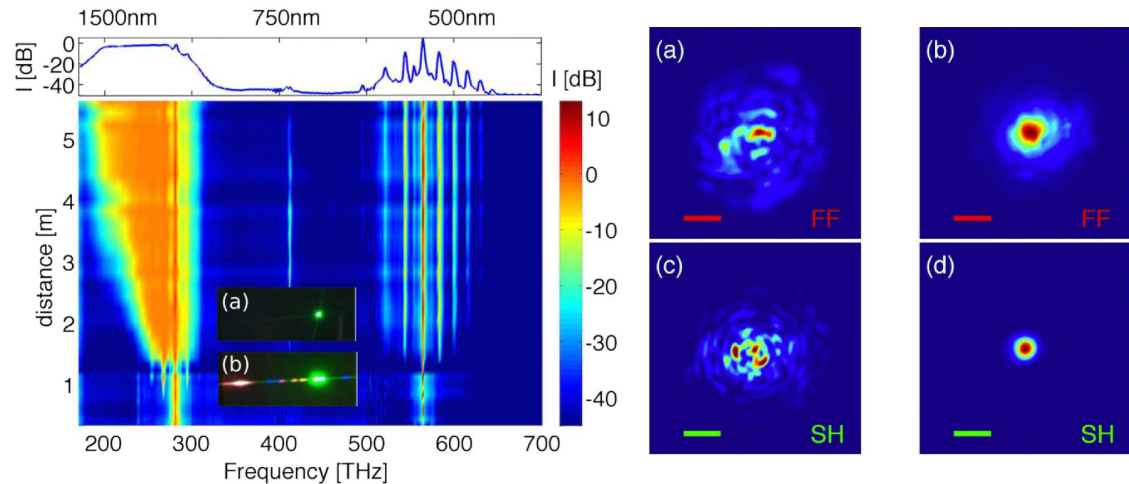 1500nm 750nm 500nm
I [dB]
0
-20
-40
I [dB]
distance [m]
5
4
3
2
1
(a)
(b)
10
0
-10
-20
-30
-40
200 300 400 500 600 700
Frequency [THz]
(a)
FF
(b)
FF
(c)
SH
(d)
SH